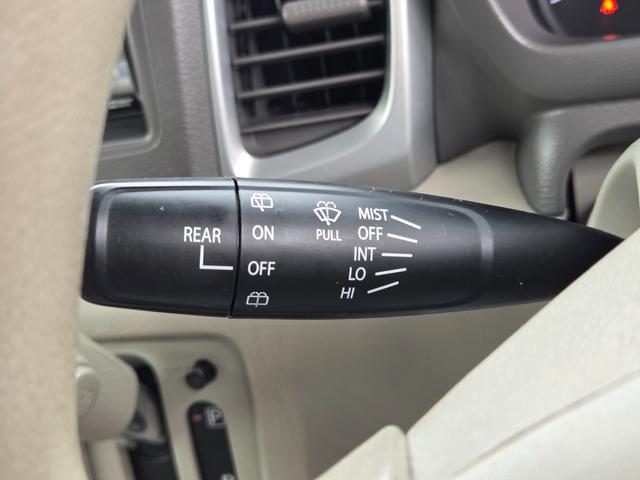 REAR
ON
OFF
PULL
MIST
OFF
INT
LO
HI
P